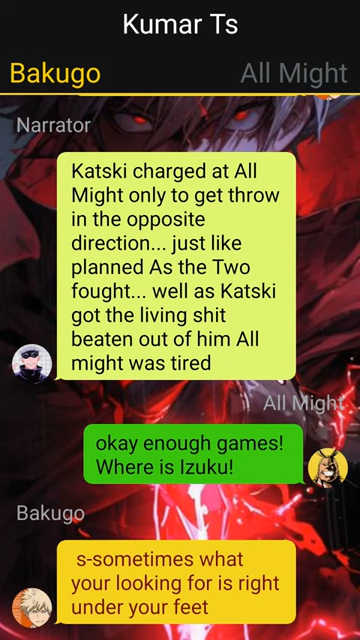 Kumar Ts
Bakugo
All Might
Narrator
Katski charged at All
Might only to get throw
in the opposite
direction... just like
planned As the Two
fought... well as Katski
got the living shit
beaten out of him All
might was tired
All Might
okay enough games!
Where is Izuku!
Bakugo
s-sometimes what
your looking for is right
under your feet